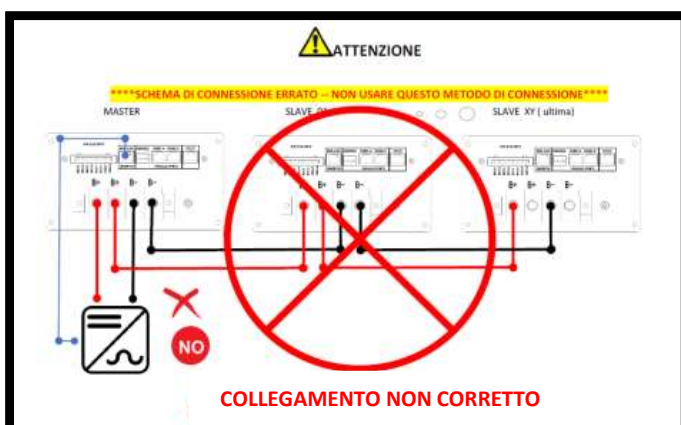 ATTENZIONE
****SCHEMA DI CONNESSIONE ERRATO -- NON USARE QUESTO METODO DI CONNESSIONE****
MASTER
SLAVE
SLAVE XY ( ultima)
B+ B+ B- B-
B+ B- B-
B+ B+ B- B-
NO
COLLEGAMENTO NON CORRETTO